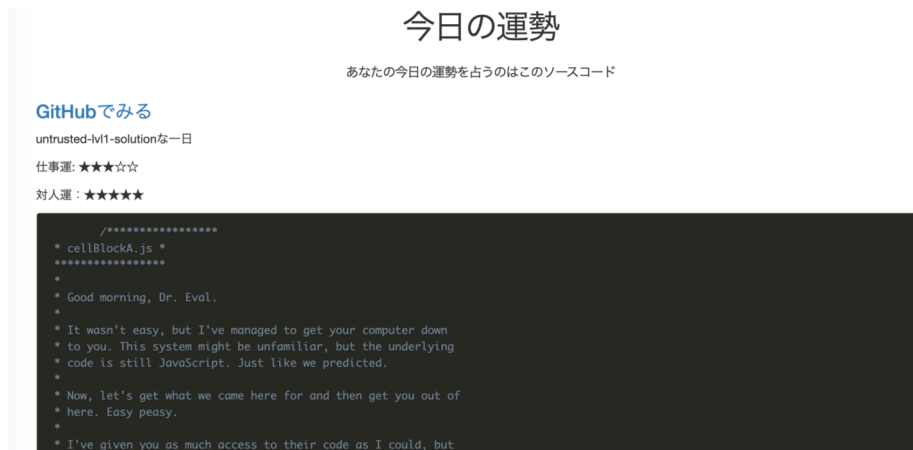 今日の運勢
あなたの今日の運勢を占うのはこのソースコード
GitHubでみる
untrusted-lvl1-solutionな一日
仕事運: ★★★☆☆
対人運：★★★★★
/*****************
* cellBlockA.js *
*****************
*
* Good morning, Dr. Eval.
*
* It wasn't easy, but I've managed to get your computer down
* to you. This system might be unfamiliar, but the underlying
* code is still JavaScript. Just like we predicted.
*
* Now, let's get what we came here for and then get you out of
* here. Easy peasy.
*
* I've given you as much access to their code as I could, but